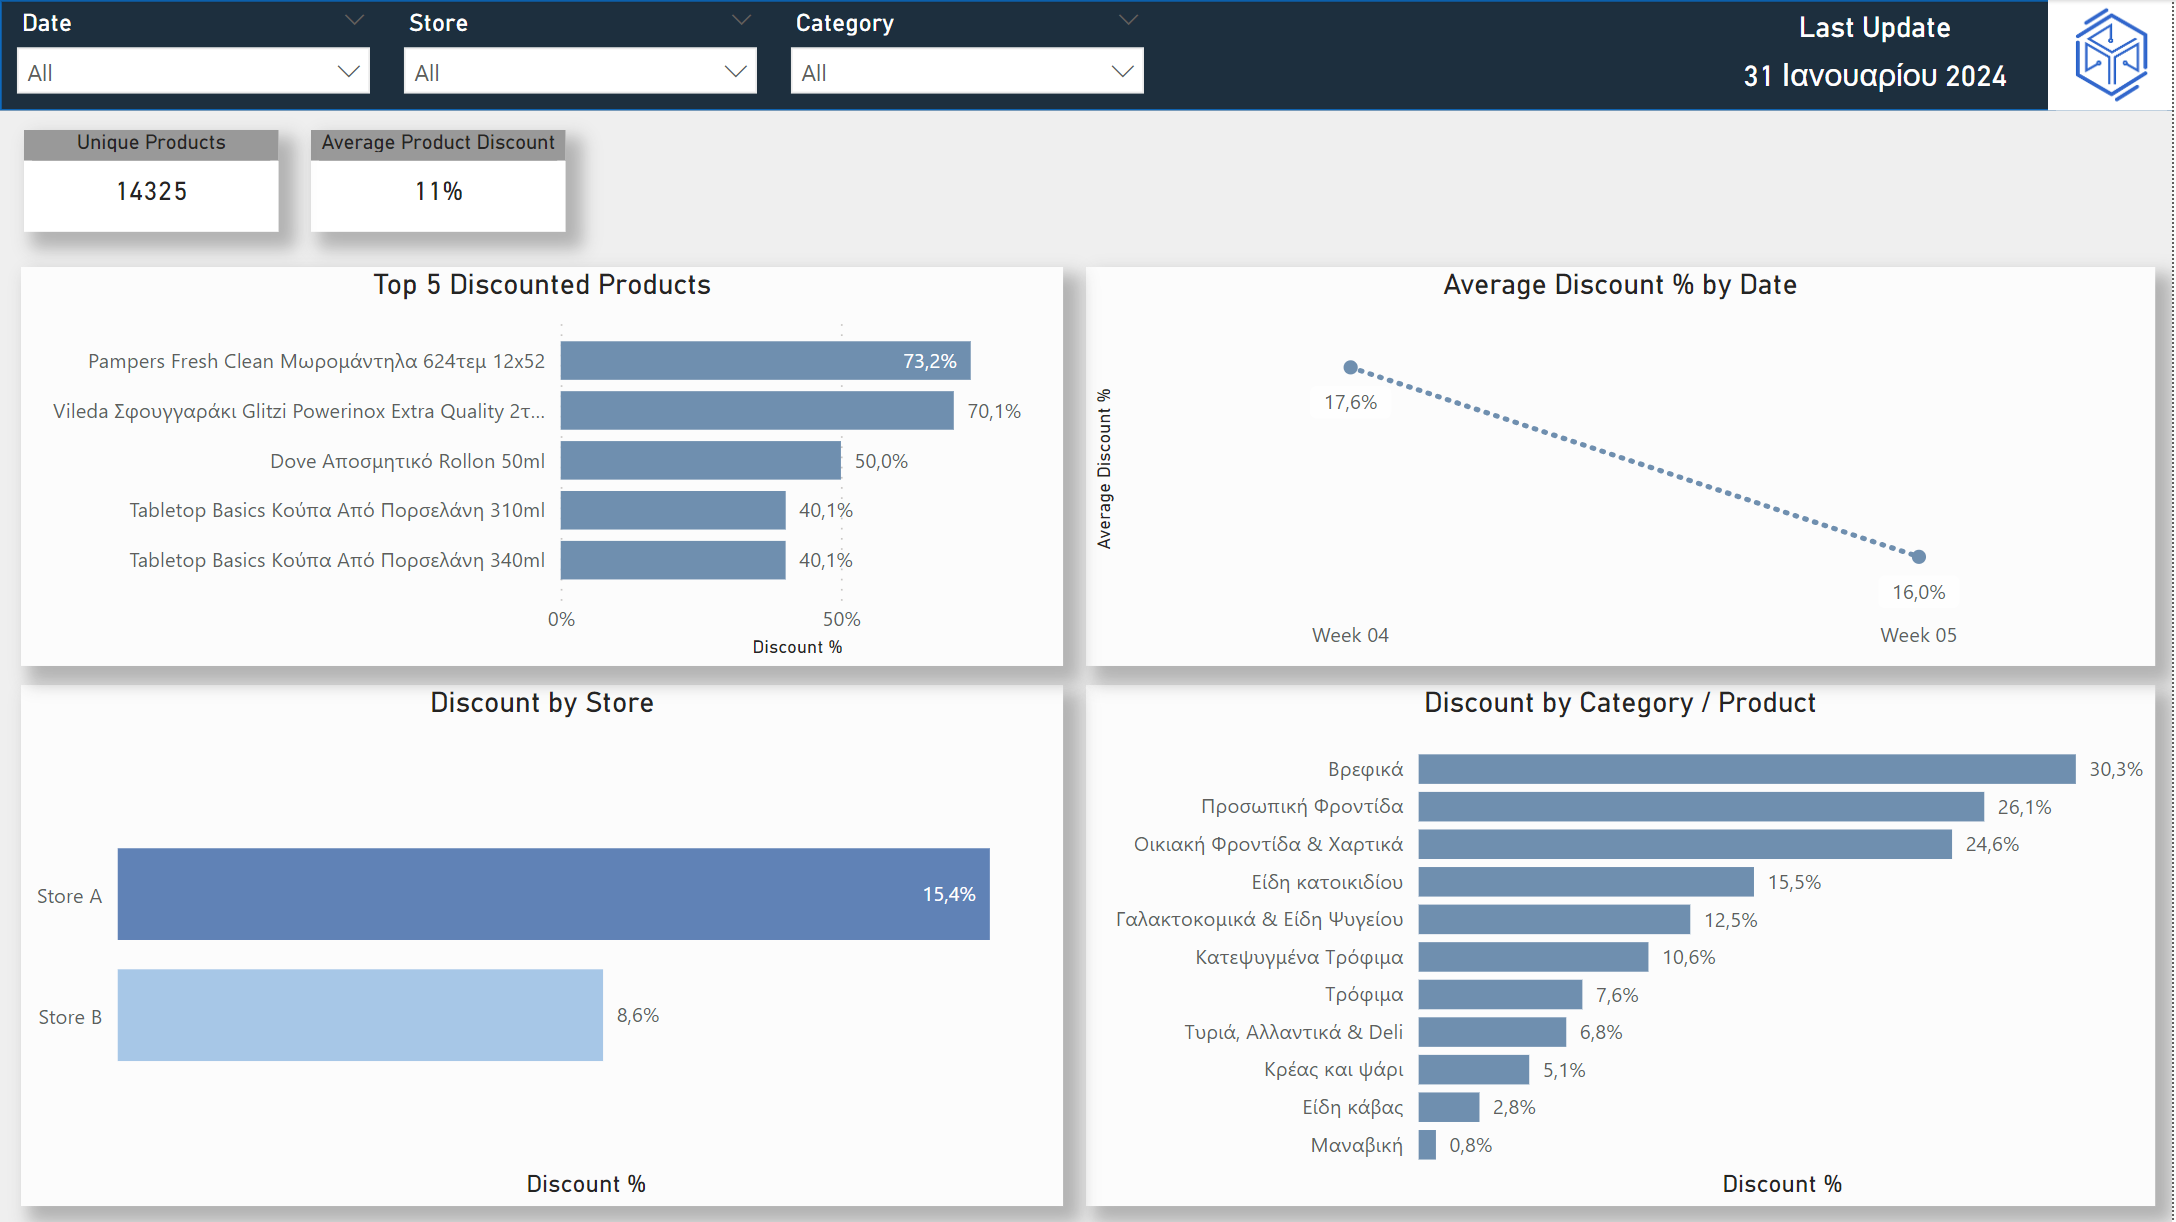 Date
Store
Category
All
All
All
Last Update
31 Ιανουαρίου 2024
Unique Products
14325
Average Product Discount
11%
Top 5 Discounted Products
Pampers Fresh Clean Μωρομάντηλα 624τεμ 12x52
73,2%
Vileda Σφουγγαράκι Glitzi Powerinox Extra Quality 2τ...
70,1%
Dove Αποσμητικό Rollon 50ml
50,0%
Tabletop Basics Κούπα Από Πορσελάνη 310ml
40,1%
Tabletop Basics Κούπα Από Πορσελάνη 340ml
40,1%
0%
50%
Discount %
Average Discount % by Date
Average Discount %
17,6%
16,0%
Week 04
Week 05
Discount by Store
Store A
15,4%
Store B
8,6%
Discount %
Discount by Category / Product
Βρεφικά
30,3%
Προσωπική Φροντίδα
26,1%
Οικιακή Φροντίδα & Χαρτικά
24,6%
Είδη κατοικιδίου
15,5%
Γαλακτοκομικά & Είδη Ψυγείου
12,5%
Κατεψυγμένα Τρόφιμα
10,6%
Τρόφιμα
7,6%
Τυριά, Αλλαντικά & Deli
6,8%
Κρέας και ψάρι
5,1%
Είδη κάβας
2,8%
Μαναβική
0,8%
Discount %